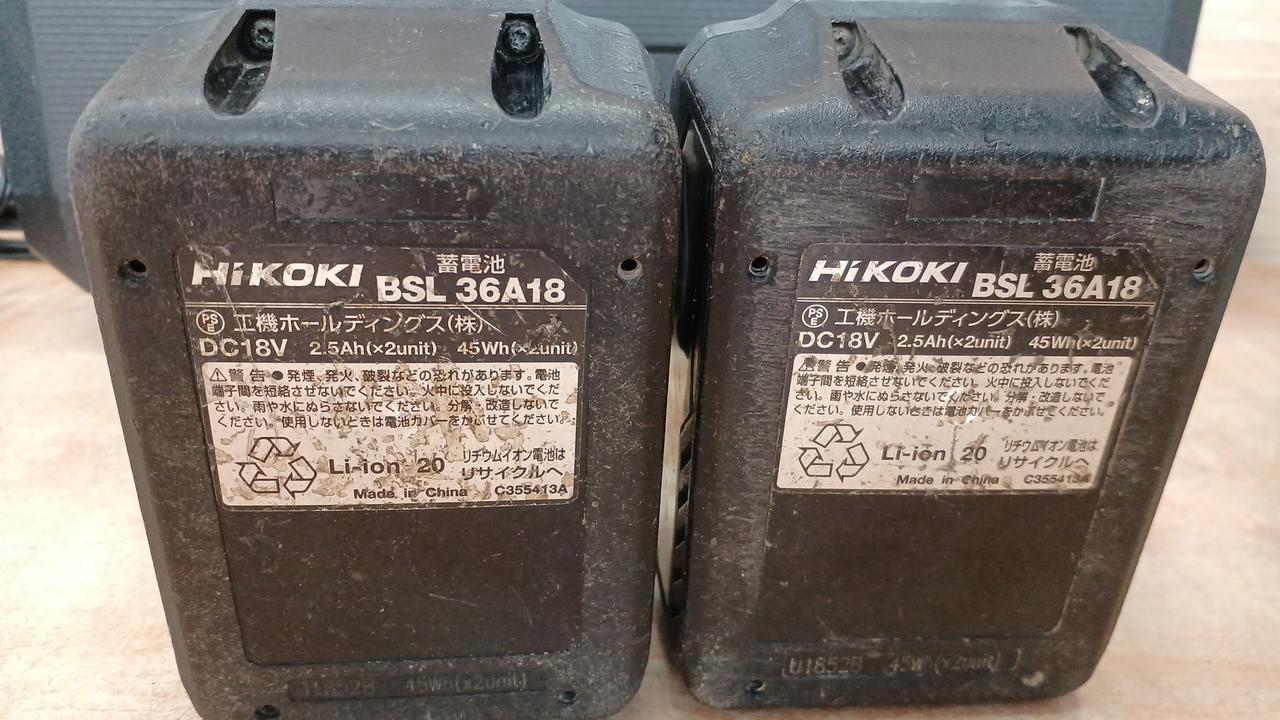 HiKOKI 蓄電池
BSL 36A18
PSE 工機ホールディングス(株)
DC18V 2.5Ah(×2unit) 45Wh(×2unit)
⚠警告 ●発煙、発火、破裂などの恐れがあります。電池
端子間を短絡させないでください。火中に投入しないでくだ
さい。雨や水にぬらさないでください。分解・改造しないで
ください。使用しないときは電池カバーをかぶせてください。
Li-ion 20 リチウムイオン電池は
リサイクルへ
Made in China C355413A
U1852B 45Wh(×2unit)
HiKOKI 蓄電池
BSL 36A18
PSE 工機ホールディングス(株)
DC18V 2.5Ah(×2unit) 45Wh(×2unit)
⚠警告 ●発煙、発火、破裂などの恐れがあります。電池
端子間を短絡させないでください。火中に投入しないでくだ
さい。雨や水にぬらさないでください。分解・改造しないで
ください。使用しないときは電池カバーをかぶせてください。
Li-ion 20 リチウムイオン電池は
リサイクルへ
Made in China C355413A
U1852B 45Wh(×2unit)